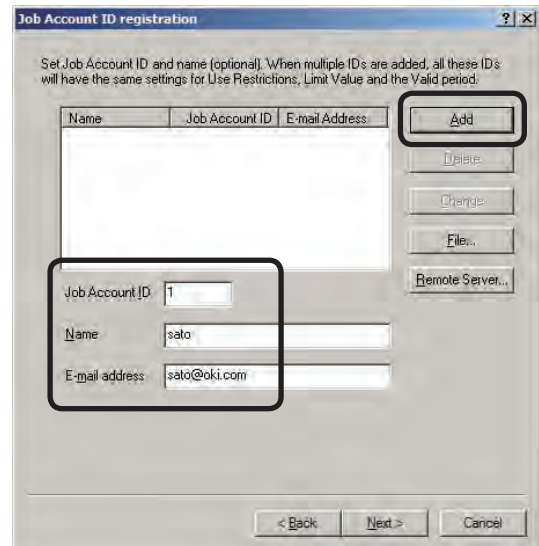 Job Account ID registration
Set Job Account ID and name (optional). When multiple IDs are added, all these IDs
will have the same settings for Use Restrictions, Limit Value and the Valid period.
Name Job Account ID E-mail Address
Add
Delete
Change
File...
Remote Server...
Job Account ID 1
Name sato
E-mail address sato@oki.com
< Back Next > Cancel